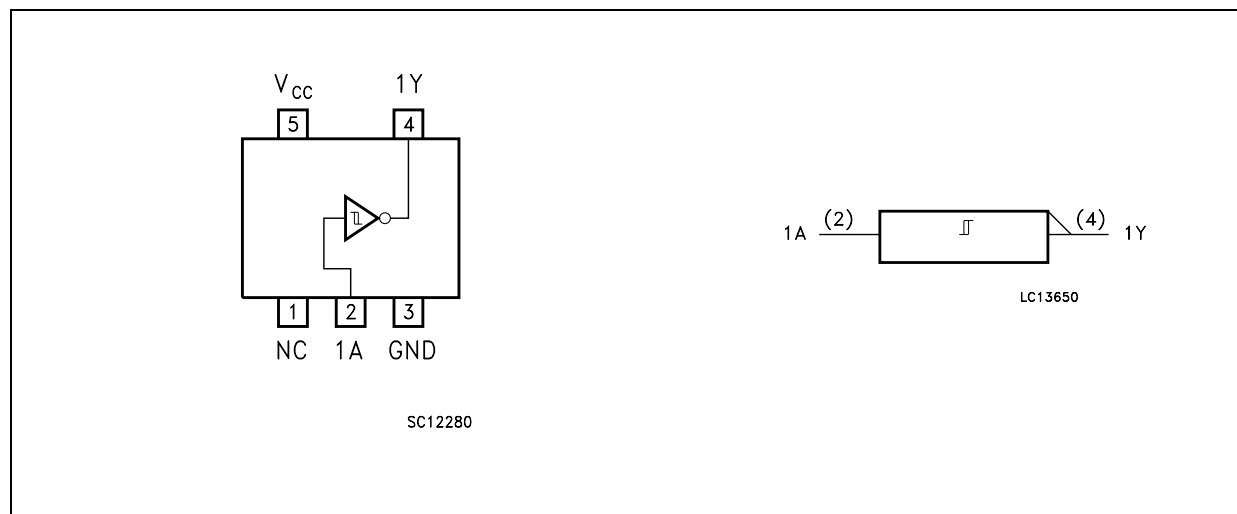 VCC 1Y
5 4
1 2 3
NC 1A GND
SC12280
1A (2) (4) 1Y
LC13650